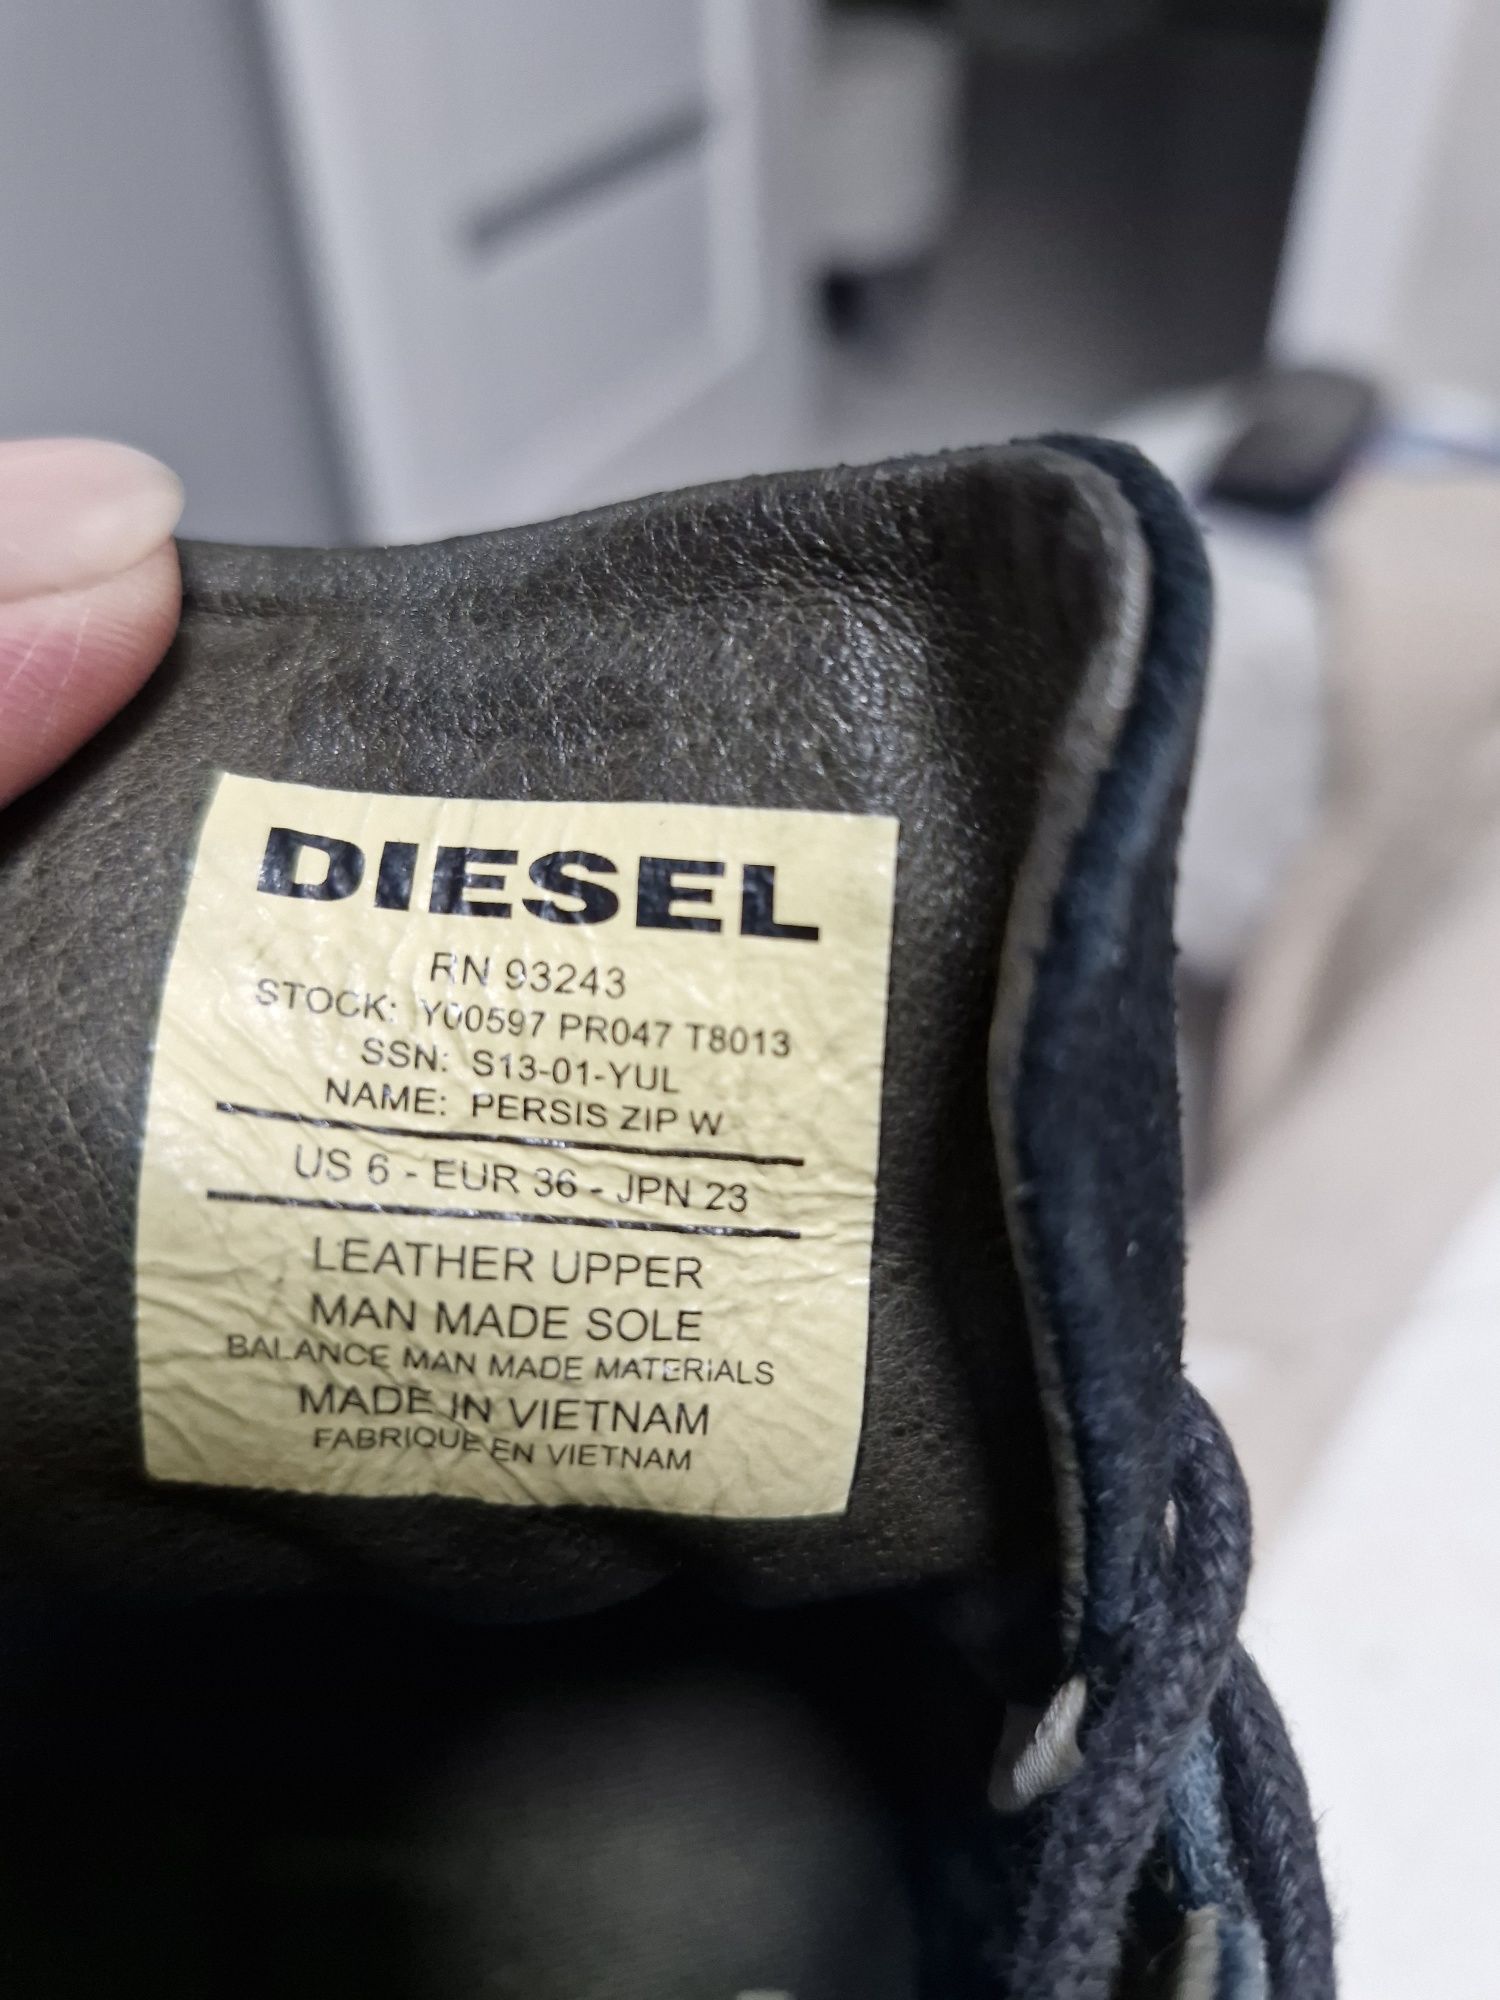 DIESEL
RN 93243
STOCK: Y00597 PR047 T8013
SSN: S13-01-YUL
NAME: PERSIS ZIP W
US 6 - EUR 36 - JPN 23
LEATHER UPPER
MAN MADE SOLE
BALANCE MAN MADE MATERIALS
MADE IN VIETNAM
FABRIQUE EN VIETNAM